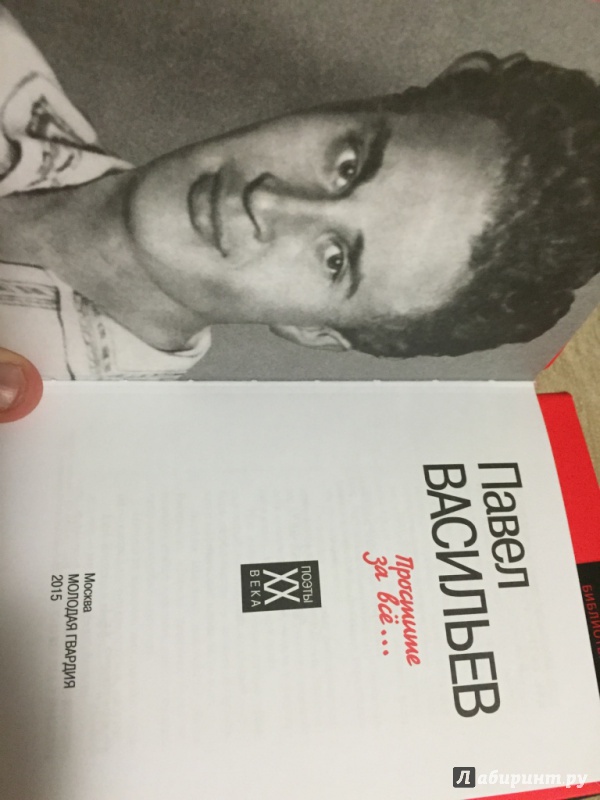 Павел
ВАСИЛЬЕВ
Простите
за всё...
ПОЭТЫ
XX
ВЕКА
Москва
МОЛОДАЯ ГВАРДИЯ
2015
Лабиринт.ру